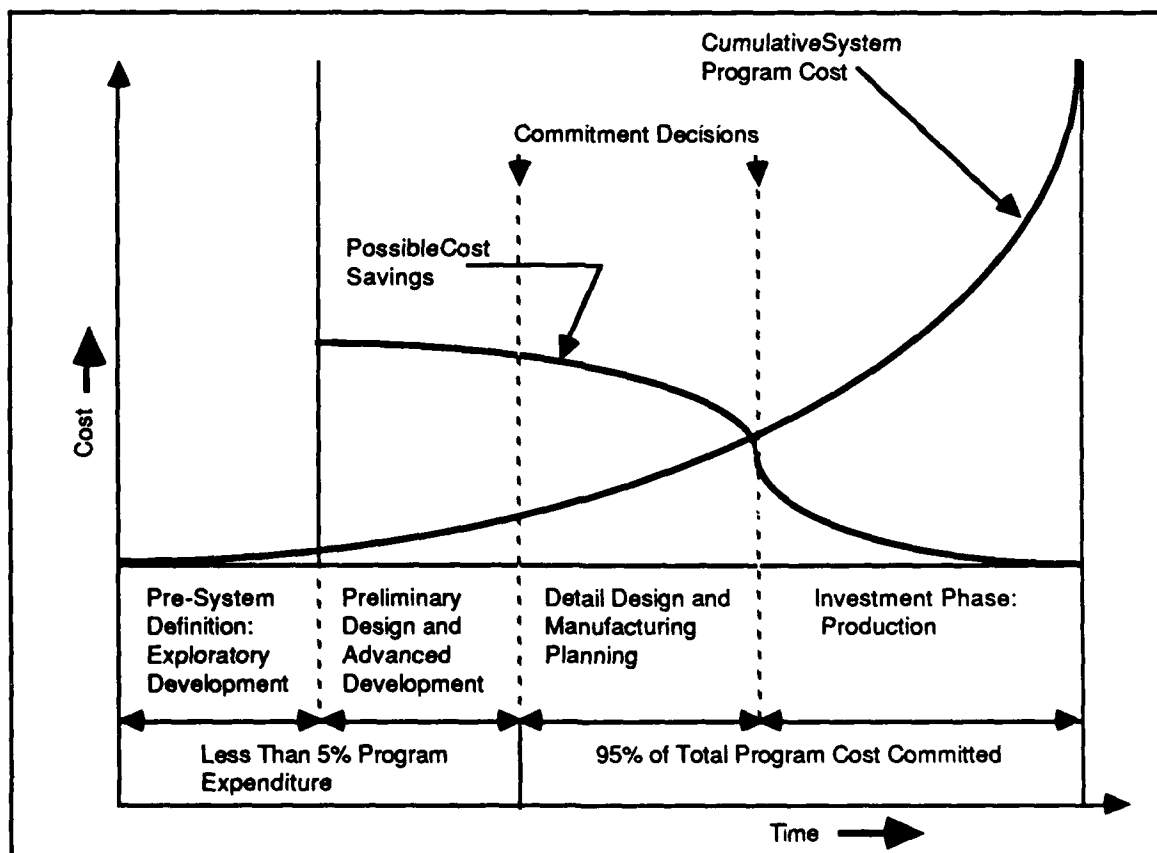 CumulativeSystem
Program Cost
Commitment Decisions
PossibleCost
Savings
Cost
Pre-System
Definition:
Exploratory
Development
Preliminary
Design and
Advanced
Development
Detail Design and
Manufacturing
Planning
Investment Phase:
Production
Less Than 5% Program
Expenditure
95% of Total Program Cost Committed
Time